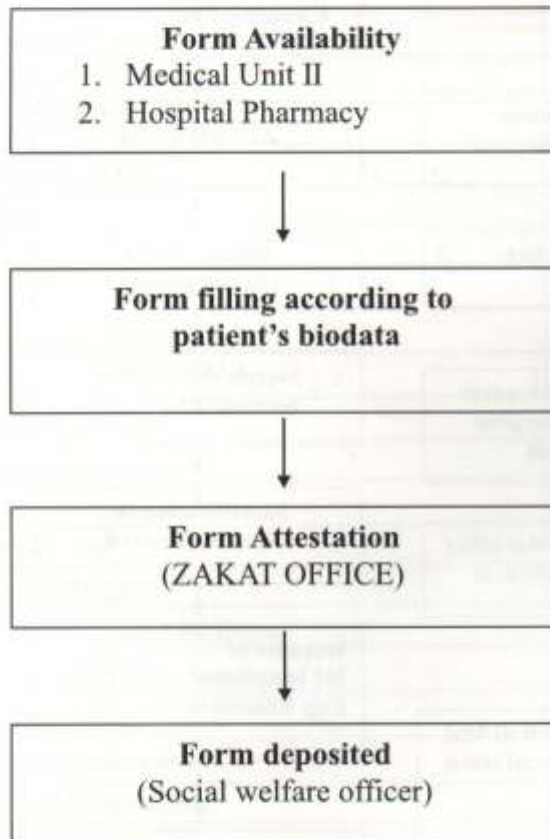 Form Availability
1. Medical Unit II
2. Hospital Pharmacy
Form filling according to
patient's biodata
Form Attestation
(ZAKAT OFFICE)
Form deposited
(Social welfare officer)